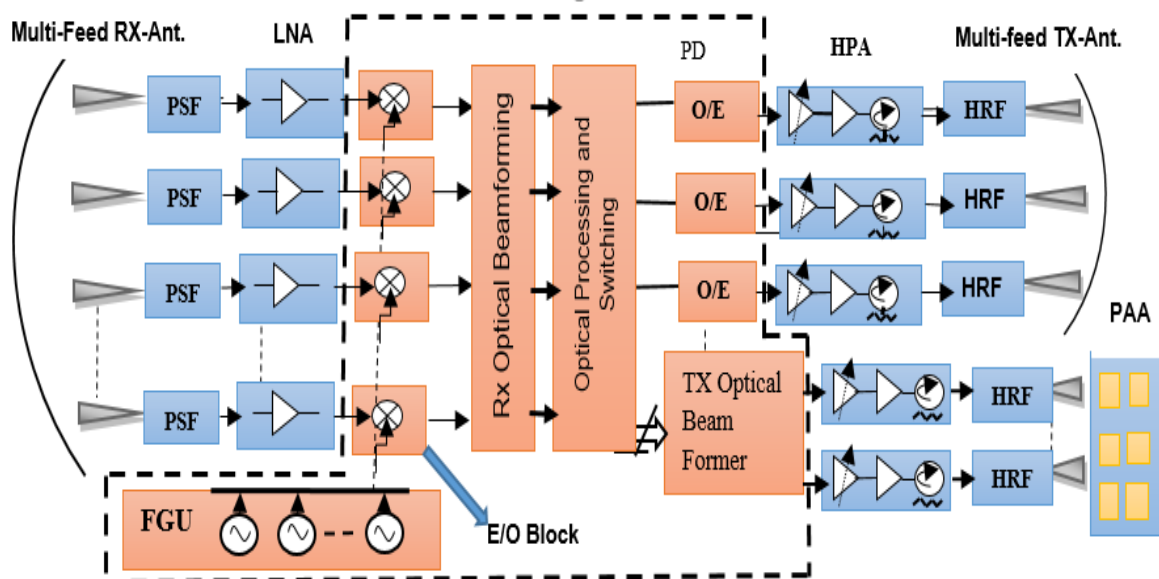 Multi-Feed RX-Ant.
LNA
PD
HPA
Multi-feed TX-Ant.
PSF
O/E
HRF
PSF
O/E
HRF
PSF
O/E
HRF
PSF
Rx Optical Beamforming
Optical Processing and
Switching
PAA
TX Optical
Beam
Former
HRF
HRF
FGU
E/O Block